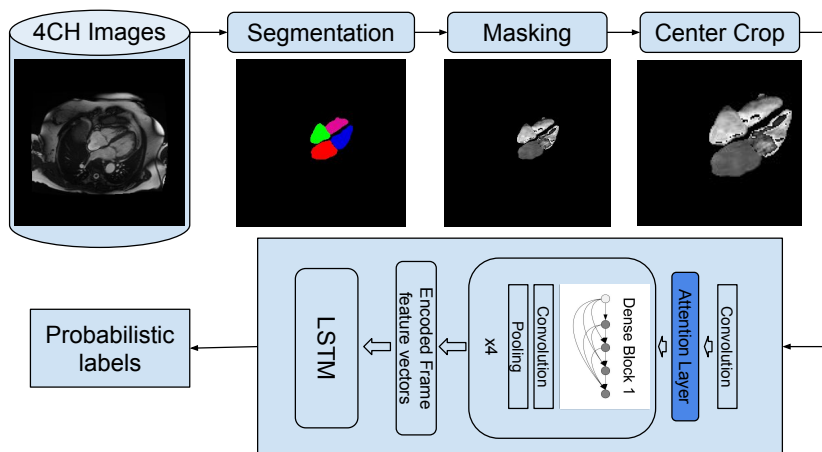 4CH Images
Segmentation
Masking
Center Crop
Convolution
Attention Layer
Dense Block 1
Convolution
Pooling
x4
Encoded Frame
feature vectors
LSTM
Probabilistic
labels